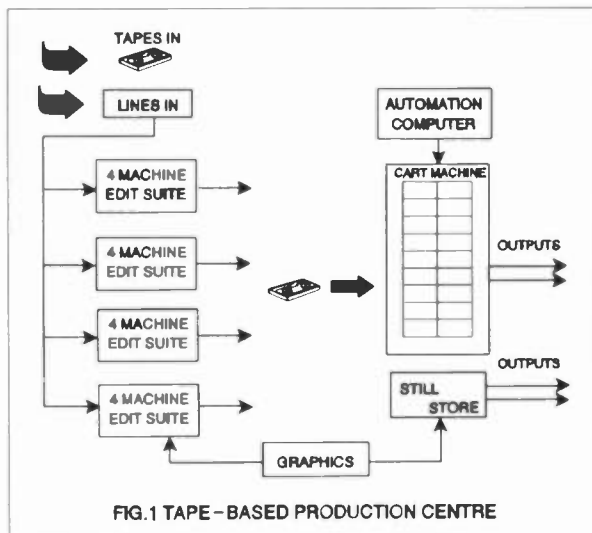 TAPES IN
LINES IN
4 MACHINE
EDIT SUITE
4 MACHINE
EDIT SUITE
4 MACHINE
EDIT SUITE
4 MACHINE
EDIT SUITE
AUTOMATION
COMPUTER
CART MACHINE
OUTPUTS
OUTPUTS
STILL
STORE
GRAPHICS
FIG.1 TAPE-BASED PRODUCTION CENTRE